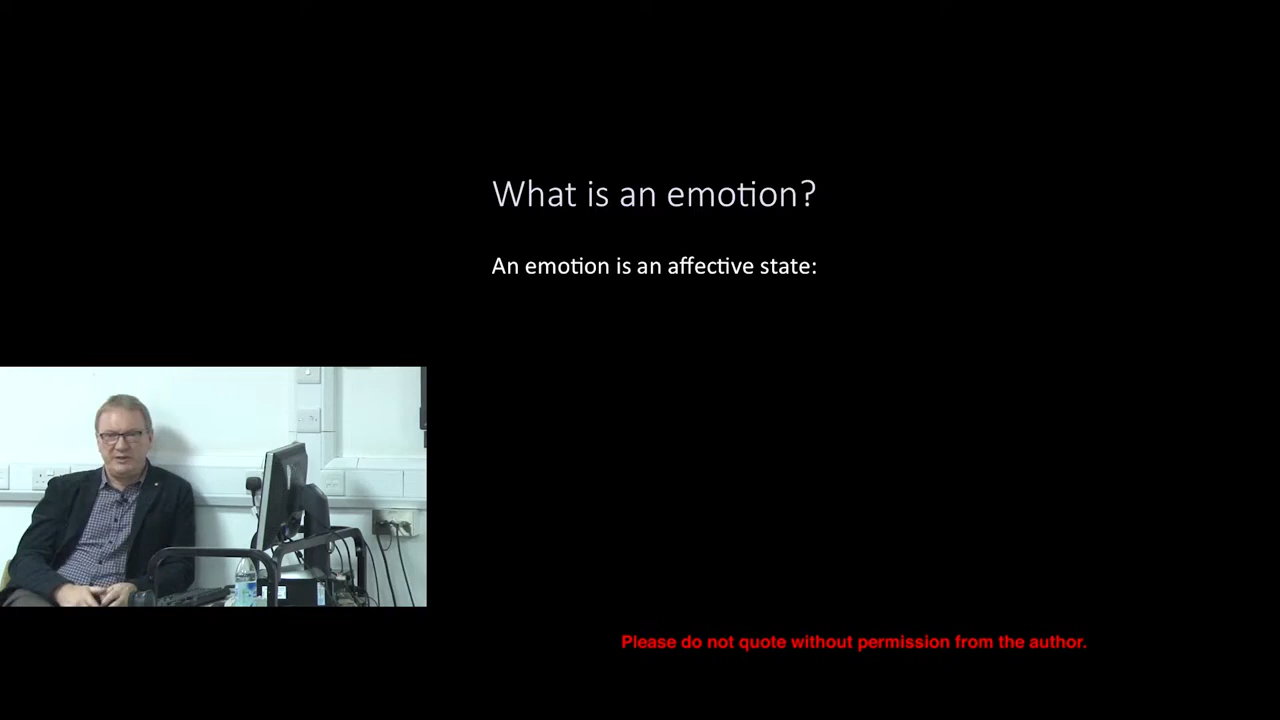 What is an emotion?
An emotion is an affective state:
Please do not quote without permission from the author.